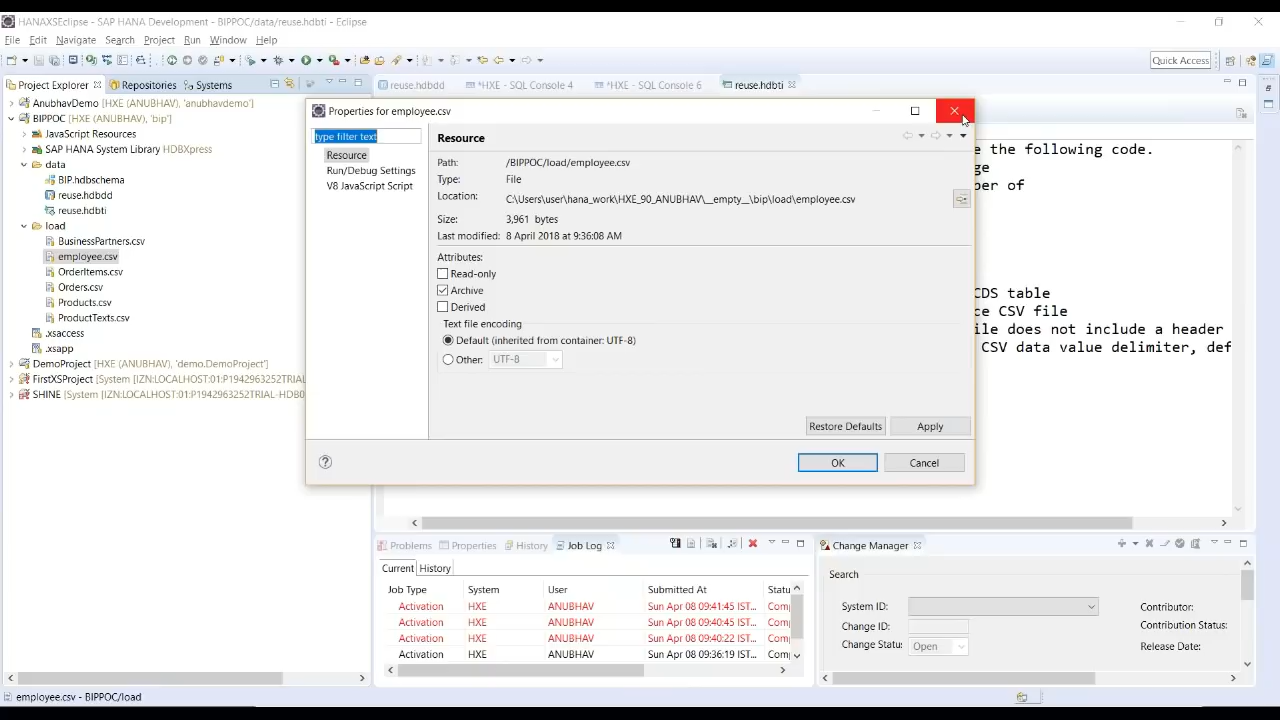 HANAXSEclipse - SAP HANA Development - BIPPOC/data/reuse.hdbti - Eclipse
File Edit Navigate Search Project Run Window Help
Quick Access
Project Explorer Repositories Systems
reuse.hdbdd *HXE - SQL Console 4 *HXE - SQL Console 6 reuse.hdbti
AnubhavDemo [HXE (ANUBHAV), 'anubhavdemo']
BIPPOC [HXE (ANUBHAV), 'bip']
JavaScript Resources
SAP HANA System Library HDBXpress
data
BIP.hdbschema
reuse.hdbdd
reuse.hdbti
load
BusinessPartners.csv
employee.csv
OrderItems.csv
Orders.csv
Products.csv
ProductTexts.csv
.xsaccess
.xsapp
DemoProject [HXE (ANUBHAV), 'demo.DemoProject']
FirstXSProject [System [IZN:LOCALHOST:01:P1942963252TRIAL
SHINE [System [IZN:LOCALHOST:01:P1942963252TRIAL-HDB0
Properties for employee.csv
type filter text
Resource
Run/Debug Settings
V8 JavaScript Script
Resource
Path: /BIPPOC/load/employee.csv
Type: File
Location: C:\Users\user\hana_work\HXE_90_ANUBHAV\__empty__\bip\load\employee.csv
Size: 3,961 bytes
Last modified: 8 April 2018 at 9:36:08 AM
Attributes:
Read-only
Archive
Derived
Text file encoding
Default (inherited from container: UTF-8)
Other: UTF-8
Restore Defaults Apply
OK Cancel
e the following code.
ge
ber of
CDS table
ce CSV file
ile does not include a header
CSV data value delimiter, def
Problems Properties History Job Log
Current History
Job Type System User Submitted At Statu
Activation HXE ANUBHAV Sun Apr 08 09:41:45 IST... Comp
Activation HXE ANUBHAV Sun Apr 08 09:40:45 IST... Comp
Activation HXE ANUBHAV Sun Apr 08 09:40:22 IST... Comp
Activation HXE ANUBHAV Sun Apr 08 09:36:19 IST... Comp
Change Manager
Search
System ID: Contributor:
Change ID: Contribution Status:
Change Statu: Open Release Date:
employee.csv - BIPPOC/load